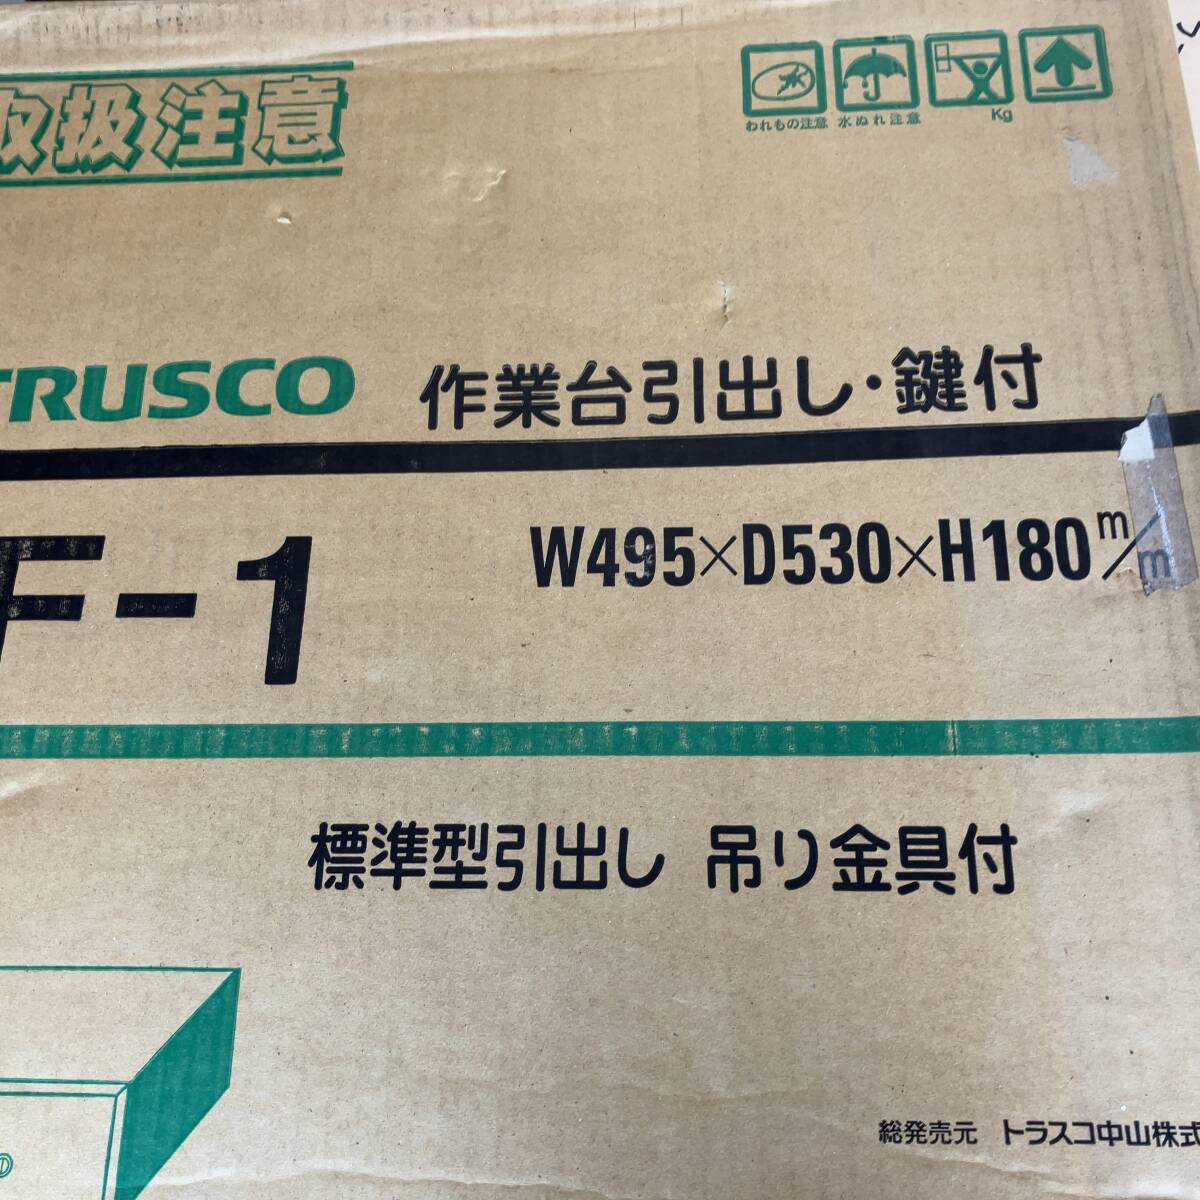 取扱注意
われもの注意 水ぬれ注意 Kg
TRUSCO 作業台引出し・鍵付
F-1 W495×D530×H180 m/m
標準型引出し 吊り金具付
総発売元 トラスコ中山株式